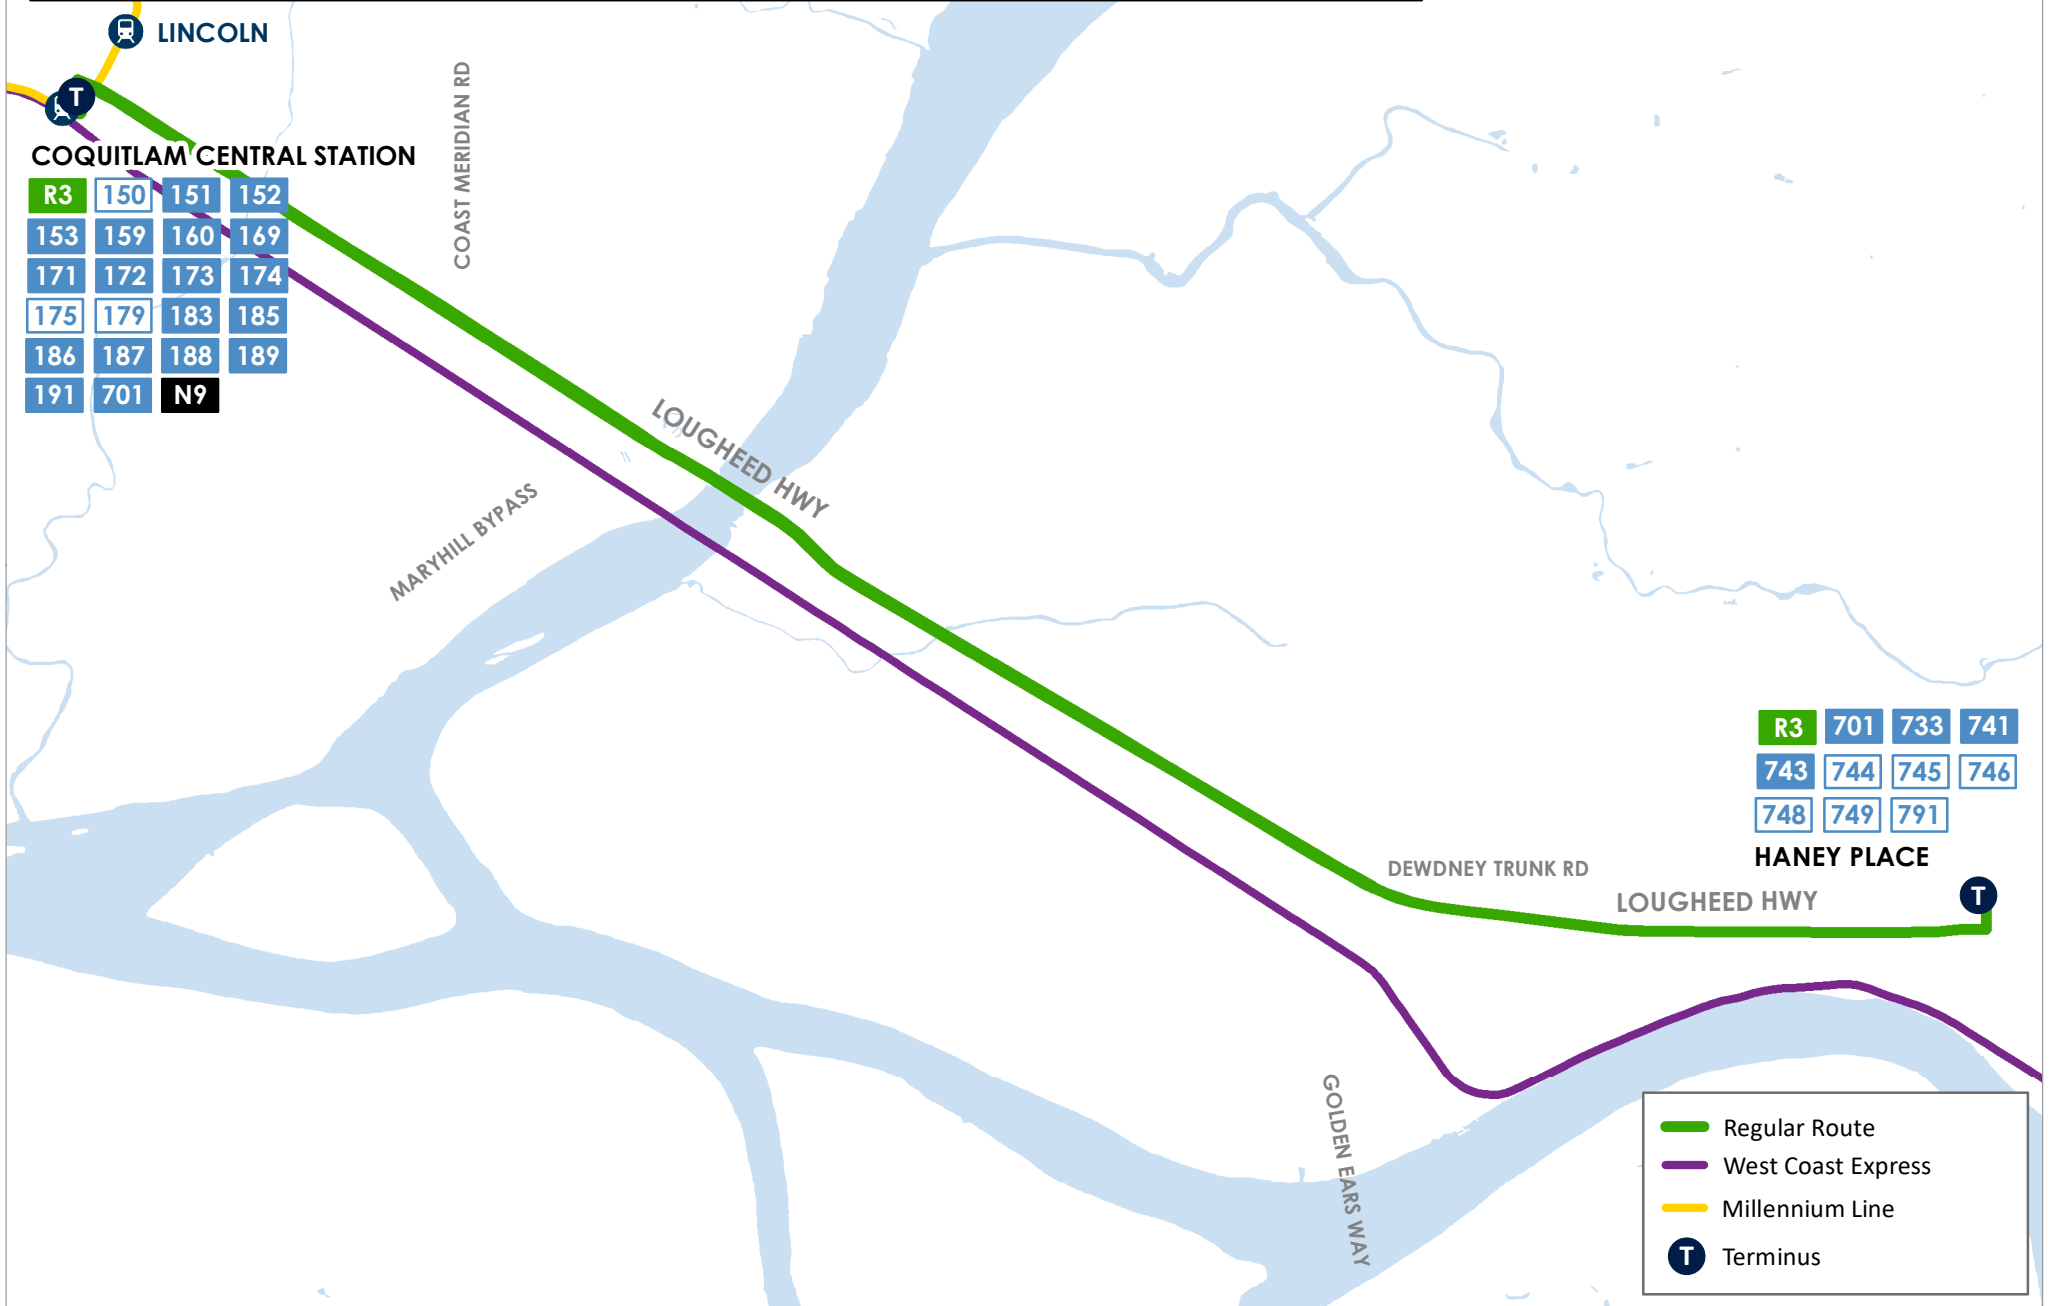 LINCOLN
T
COAST MERIDIAN RD
COQUITLAM CENTRAL STATION
R3 150 151 152
153 159 160 169
171 172 173 174
175 179 183 185
186 187 188 189
191 701 N9
LOUGHEED HWY
MARYHILL BYPASS
R3 701 733 741
743 744 745 746
748 749 791
HANEY PLACE
DEWDNEY TRUNK RD
LOUGHEED HWY
T
GOLDEN EARS WAY
Regular Route
West Coast Express
Millennium Line
T Terminus